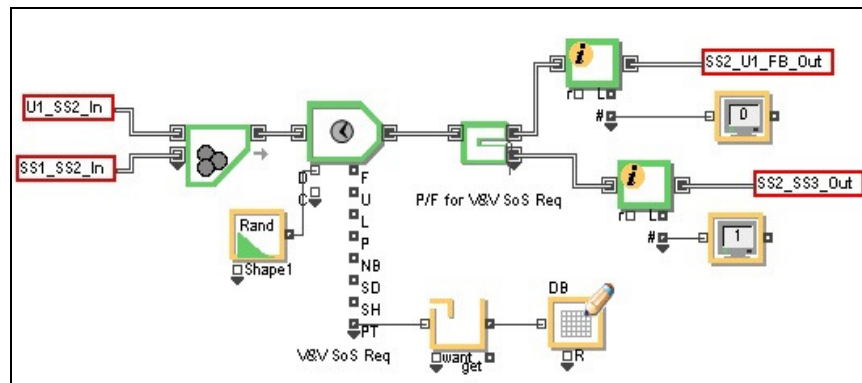 SS2_U1_FB_Out
U1_SS2_In
r L
#
0
SS1_SS2_In
F
D
C
U
P/F for V&V SoS Req
SS2_SS3_Out
L
r L
Rand
P
#
1
Shape1
NB
SD
DB
SH
PT
V&V SoS Req
want
get
R